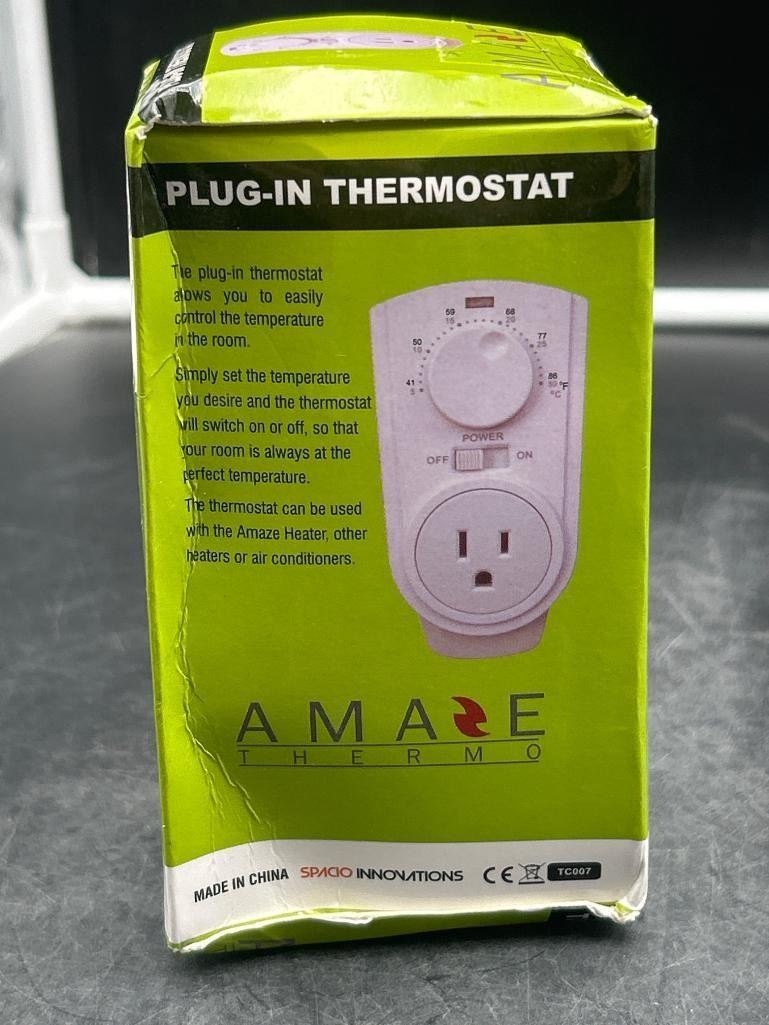 AMAZE
PLUG-IN THERMOSTAT
The plug-in thermostat
allows you to easily
control the temperature
in the room.
Simply set the temperature
you desire and the thermostat
will switch on or off, so that
your room is always at the
perfect temperature.
The thermostat can be used
with the Amaze Heater, other
heaters or air conditioners.
59 68
15 20
50 77
10 25
41 86 °F
5 30 °C
POWER
OFF ON
AMAZE
THERMO
MADE IN CHINA SPACIO INNOVATIONS CE TC007